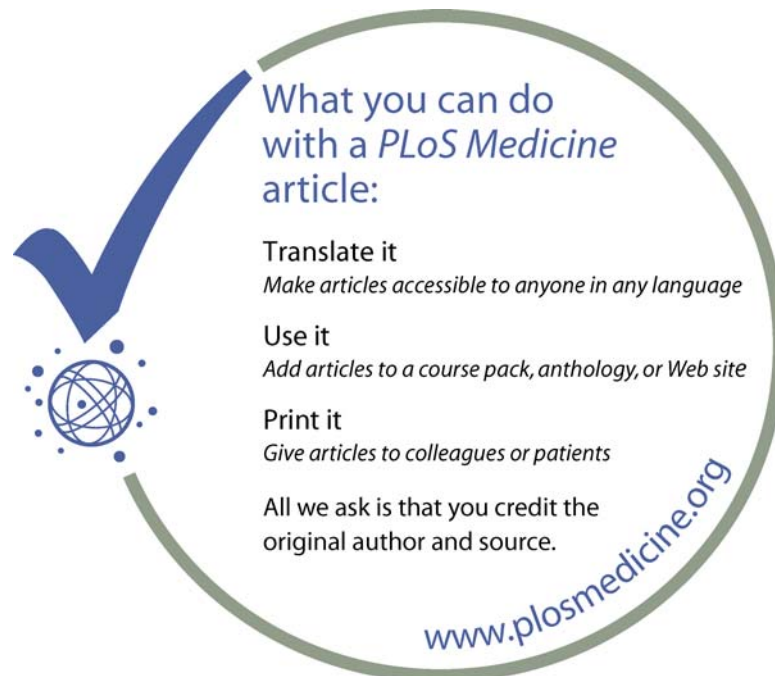 What you can do
with a PLoS Medicine
article:
Translate it
Make articles accessible to anyone in any language
Use it
Add articles to a course pack, anthology, or Web site
Print it
Give articles to colleagues or patients
All we ask is that you credit the
original author and source.
www.plosmedicine.org